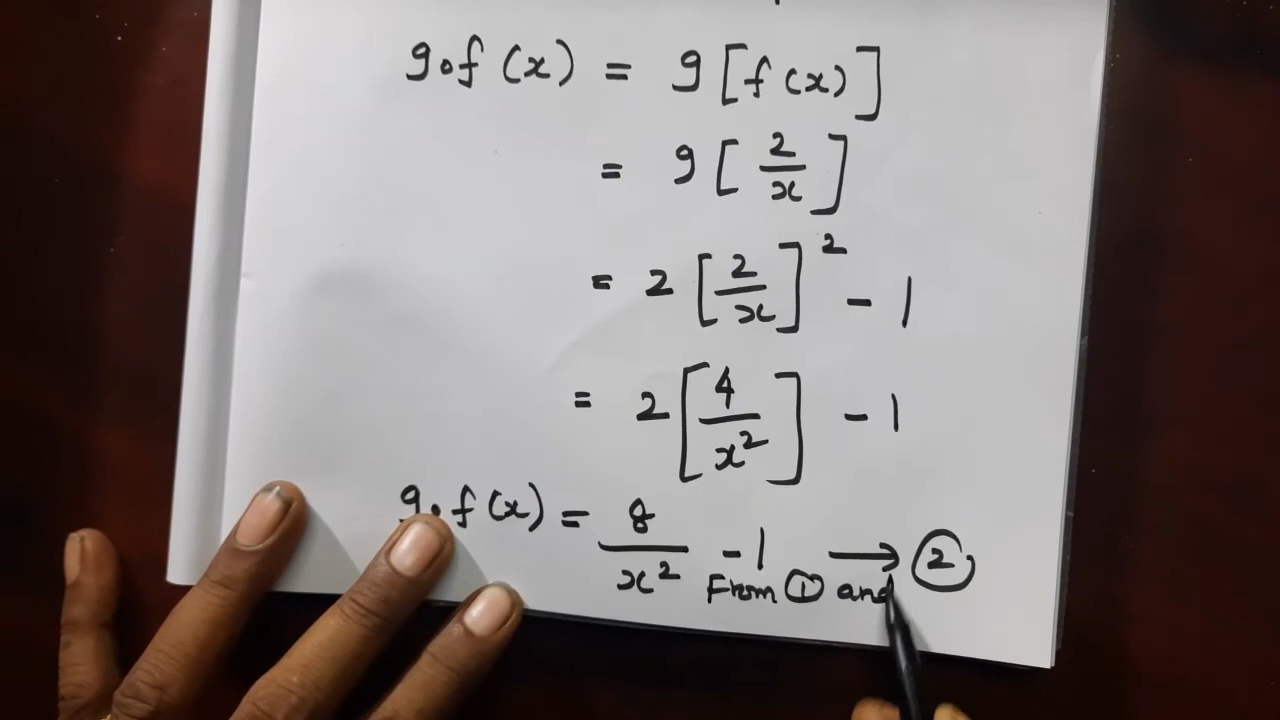 g∘f(x) = g[f(x)]
= g[2/x]
= 2[2/x]² - 1
= 2[4/x²] - 1
g∘f(x) = 8/x² - 1 → ②
From ① and